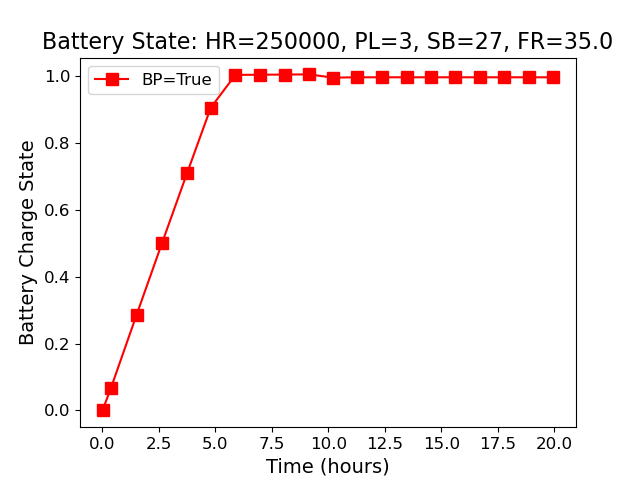 Battery State: HR=250000, PL=3, SB=27, FR=35.0
BP=True
1.0
0.8
0.6
0.4
0.2
0.0
Battery Charge State
0.0 2.5 5.0 7.5 10.0 12.5 15.0 17.5 20.0
Time (hours)